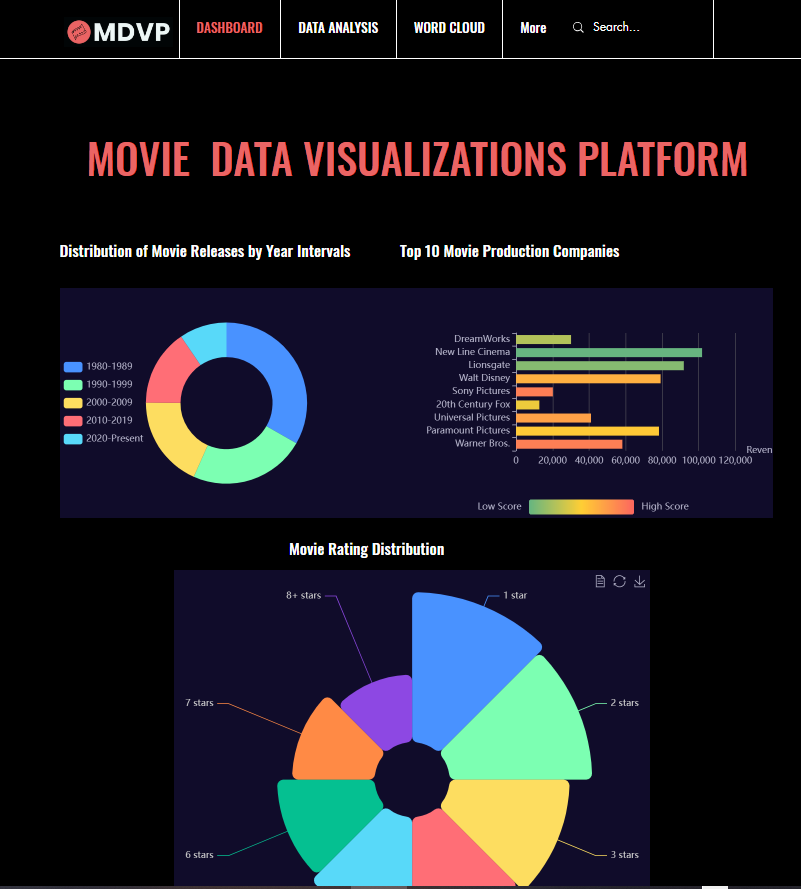 MDVP
DASHBOARD
DATA ANALYSIS
WORD CLOUD
More
Search...
MOVIE DATA VISUALIZATIONS PLATFORM
Distribution of Movie Releases by Year Intervals
Top 10 Movie Production Companies
1980-1989
1990-1999
2000-2009
2010-2019
2020-Present
DreamWorks
New Line Cinema
Lionsgate
Walt Disney
Sony Pictures
20th Century Fox
Universal Pictures
Paramount Pictures
Warner Bros.
Reven
0 20,000 40,000 60,000 80,000 100,000 120,000
Low Score High Score
Movie Rating Distribution
8+ stars
1 star
7 stars
2 stars
6 stars
3 stars